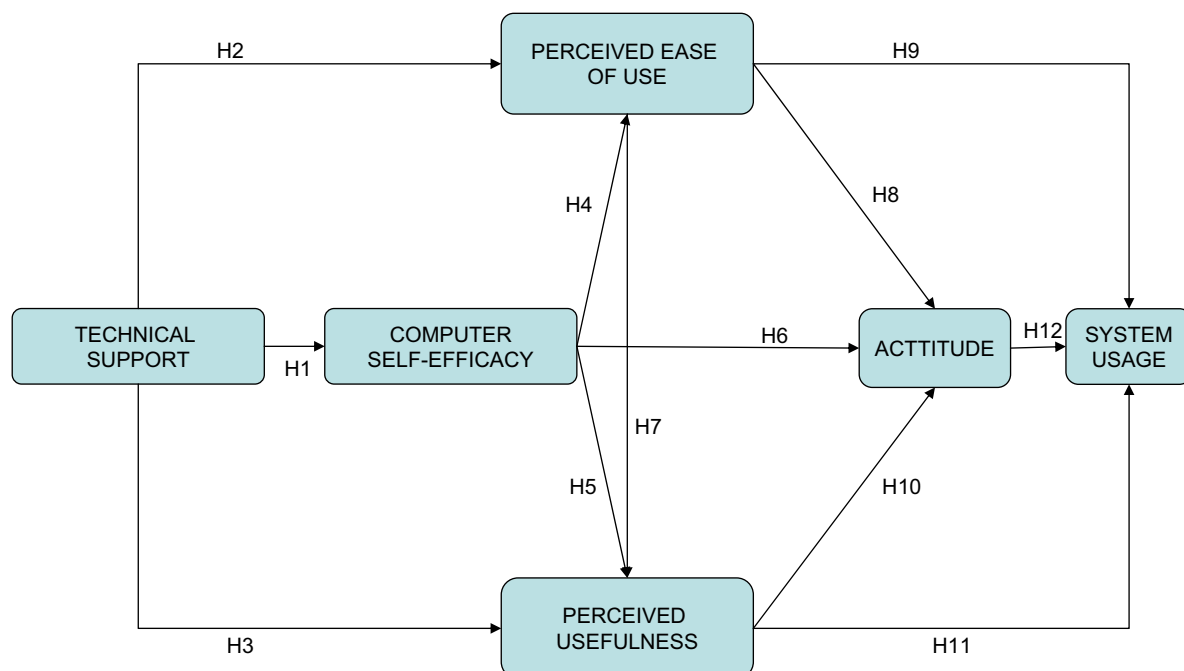 H2
PERCEIVED EASE
OF USE
H9
H4
H8
TECHNICAL
SUPPORT
H1
COMPUTER
SELF-EFFICACY
H6
ACTTITUDE
H12
SYSTEM
USAGE
H7
H5
H10
H3
PERCEIVED
USEFULNESS
H11